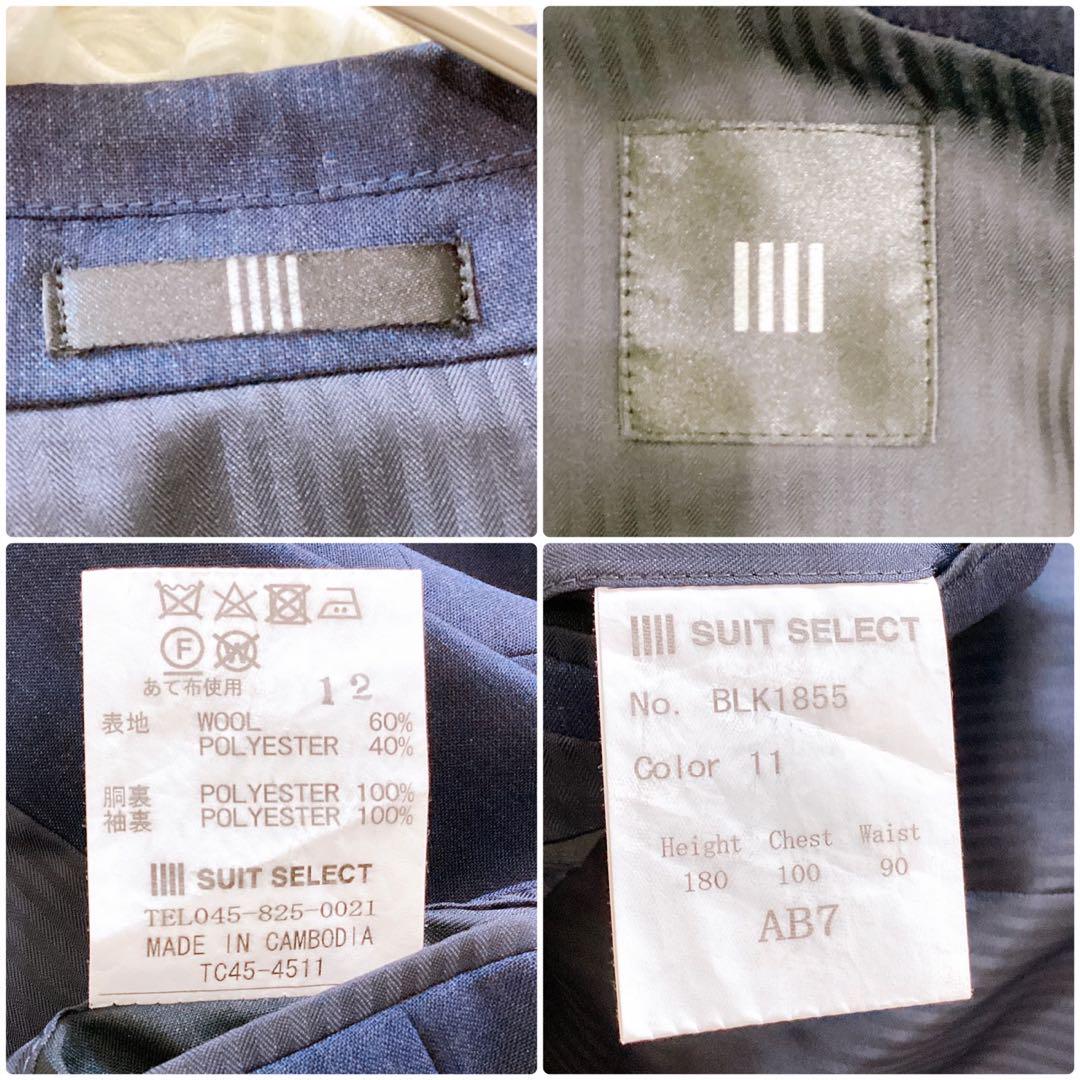 F W
あて布使用 12
表地 WOOL 60%
POLYESTER 40%
胴裏 POLYESTER 100%
袖裏 POLYESTER 100%
SUIT SELECT
TEL045-825-0021
MADE IN CAMBODIA
TC45-4511
SUIT SELECT
No. BLK1855
Color 11
Height Chest Waist
180 100 90
AB7